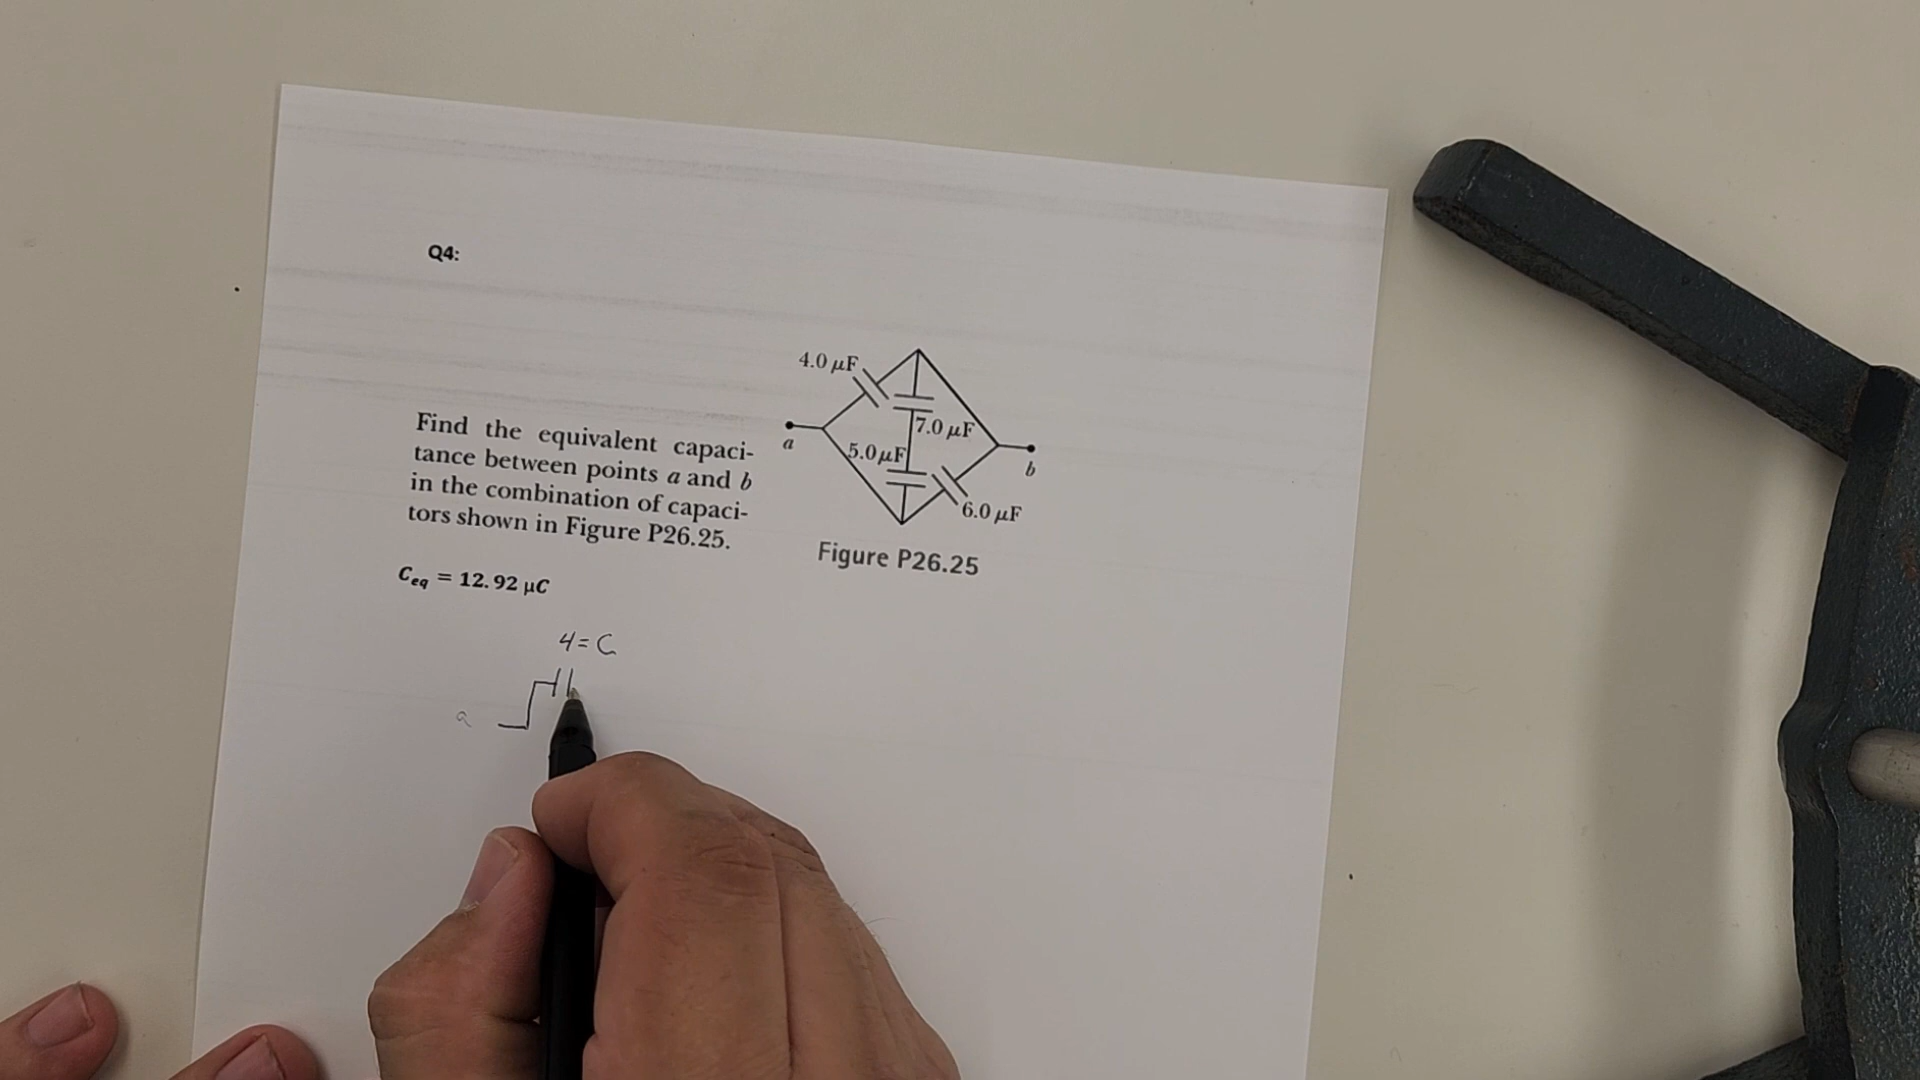 Q4:
4.0 μF
7.0 μF
a
5.0 μF
b
6.0 μF
Figure P26.25
Find the equivalent capaci-
tance between points a and b
in the combination of capaci-
tors shown in Figure P26.25.
Ceq = 12.92 μC
4 = C
a